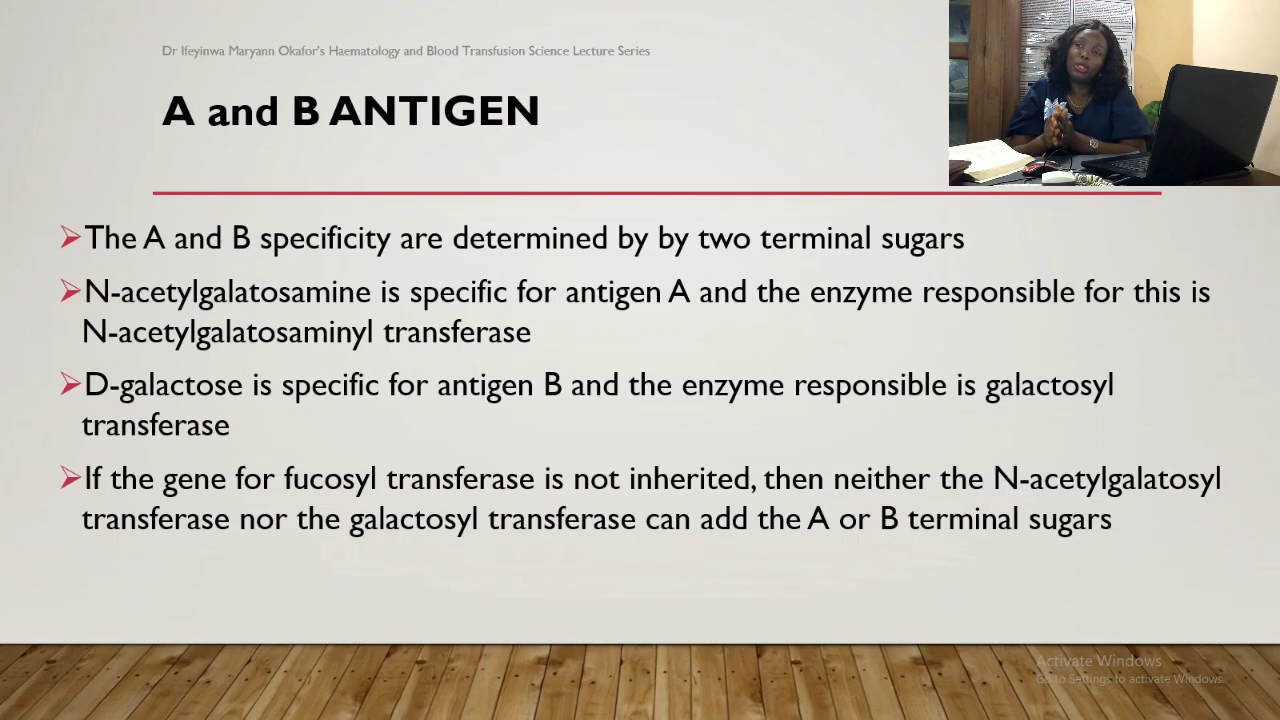 Dr Ifeyinwa Maryann Okafor's Haematology and Blood Transfusion Science Lecture Series
A and B ANTIGEN
The A and B specificity are determined by by two terminal sugars
N-acetylgalatosamine is specific for antigen A and the enzyme responsible for this is
N-acetylgalatosaminyl transferase
D-galactose is specific for antigen B and the enzyme responsible is galactosyl
transferase
If the gene for fucosyl transferase is not inherited, then neither the N-acetylgalatosyl
transferase nor the galactosyl transferase can add the A or B terminal sugars
Activate Windows
Go to Settings to activate Windows.